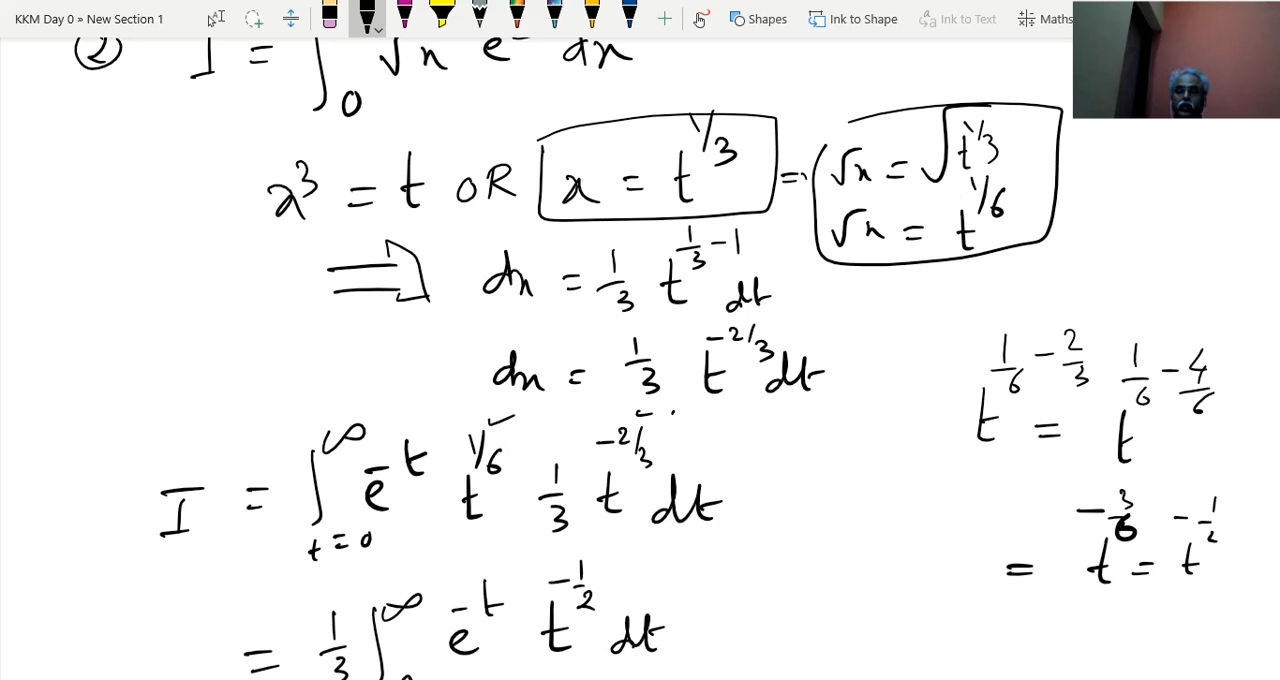 KKM Day 0 » New Section 1
Shapes
Ink to Shape
Ink to Text
Maths
② I = ∫₀ √x e⁻ dx
x³ = t OR x = t^{1/3} ⇒ √x = √t^{1/3}
√x = t^{1/6}
⇒ dx = 1/3 t^{1/3 - 1} dt
dx = 1/3 t^{-2/3} dt
t^{1/6 - 2/3} = t^{1/6 - 4/6}
= t^{-3/6} = t^{-1/2}
I = ∫_{t=0}^{∞} e^{-t} t^{1/6} 1/3 t^{-2/3} dt
= 1/3 ∫₀^{∞} e^{-t} t^{-1/2} dt